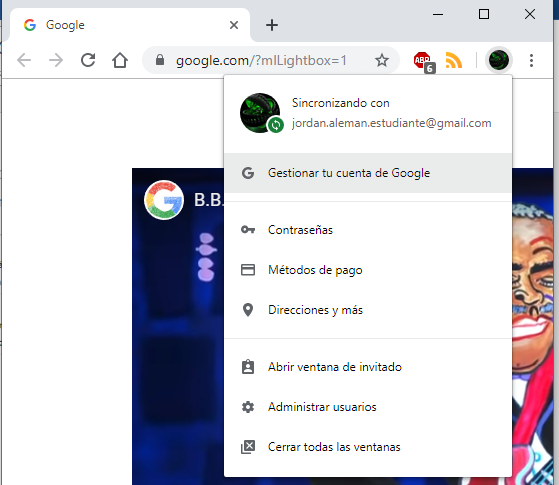 Google
google.com/?mlLightbox=1
ABP
6
Sincronizando con
jordan.aleman.estudiante@gmail.com
G Gestionar tu cuenta de Google
G B.B.
Contraseñas
Métodos de pago
Direcciones y más
Abrir ventana de invitado
Administrar usuarios
Cerrar todas las ventanas